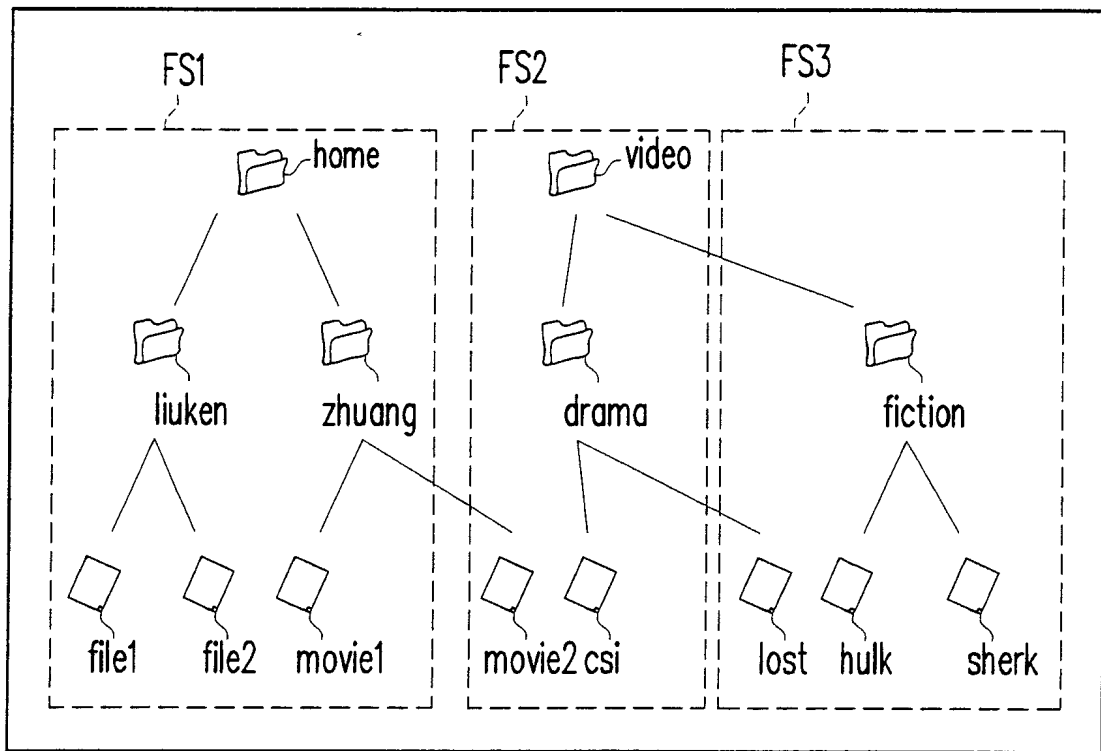 FS1
FS2
FS3
home
video
liuken
zhuang
drama
fiction
file1
file2
movie1
movie2
csi
lost
hulk
sherk